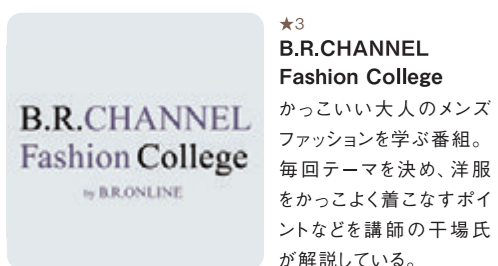 B.R.CHANNEL
Fashion College
by B.R.ONLINE
★3
B.R.CHANNEL
Fashion College
かっこいい大人のメンズ
ファッションを学ぶ番組。
毎回テーマを決め、洋服
をかっこよく着こなすポイ
ントなどを講師の干場氏
が解説している。